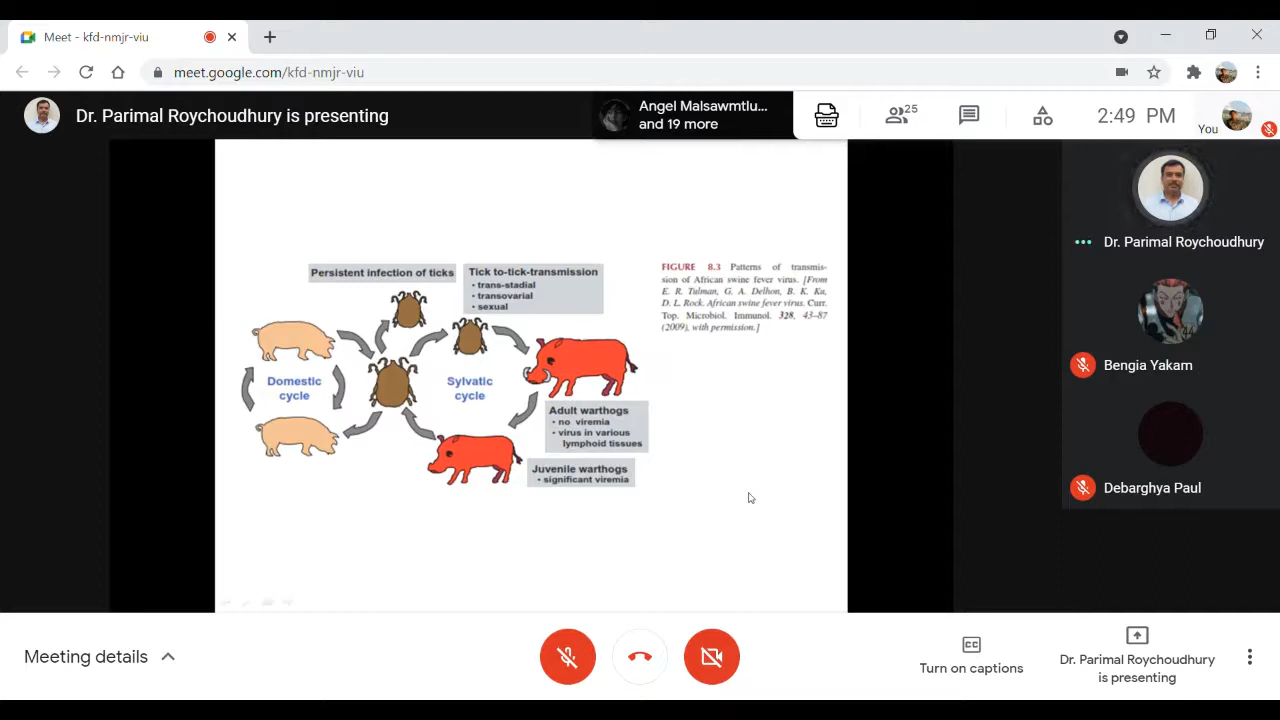 Meet - kfd-nmjr-viu
meet.google.com/kfd-nmjr-viu
Dr. Parimal Roychoudhury is presenting
Angel Malsawmtlu...
and 19 more
25
2:49 PM
You
Persistent infection of ticks
Tick to-tick-transmission
• trans-stadial
• transovarial
• sexual
Domestic
cycle
Sylvatic
cycle
Adult warthogs
• no viremia
• virus in various
lymphoid tissues
Juvenile warthogs
• significant viremia
FIGURE 8.3 Patterns of transmis-
sion of African swine fever virus. [From
E. R. Tulman, G. A. Delhon, B. K. Ku,
D. L. Rock. African swine fever virus. Curr.
Top. Microbiol. Immunol. 328, 43–87
(2009), with permission.]
Dr. Parimal Roychoudhury
Bengia Yakam
Debarghya Paul
Meeting details
CC
Turn on captions
Dr. Parimal Roychoudhury
is presenting